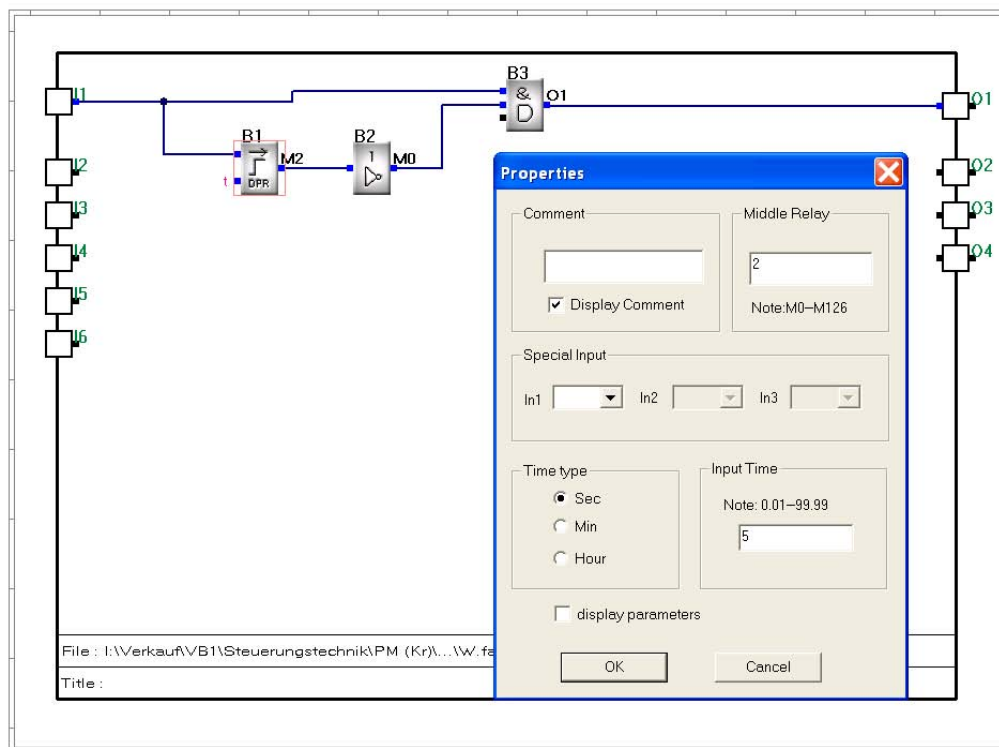 B3
I1
&
O1
O1
B1
B2
M2
1
M0
I2
t
DPR
O2
I3
O3
I4
O4
I5
I6
Properties
Comment
Middle Relay
2
Display Comment
Note:M0-M126
Special Input
In1
In2
In3
Time type
Input Time
Sec
Note: 0.01-99.99
Min
5
Hour
display parameters
File : I:\Verkauf\VB1\Steuerungstechnik\PM (Kr)\...\W.fa
OK
Cancel
Title :